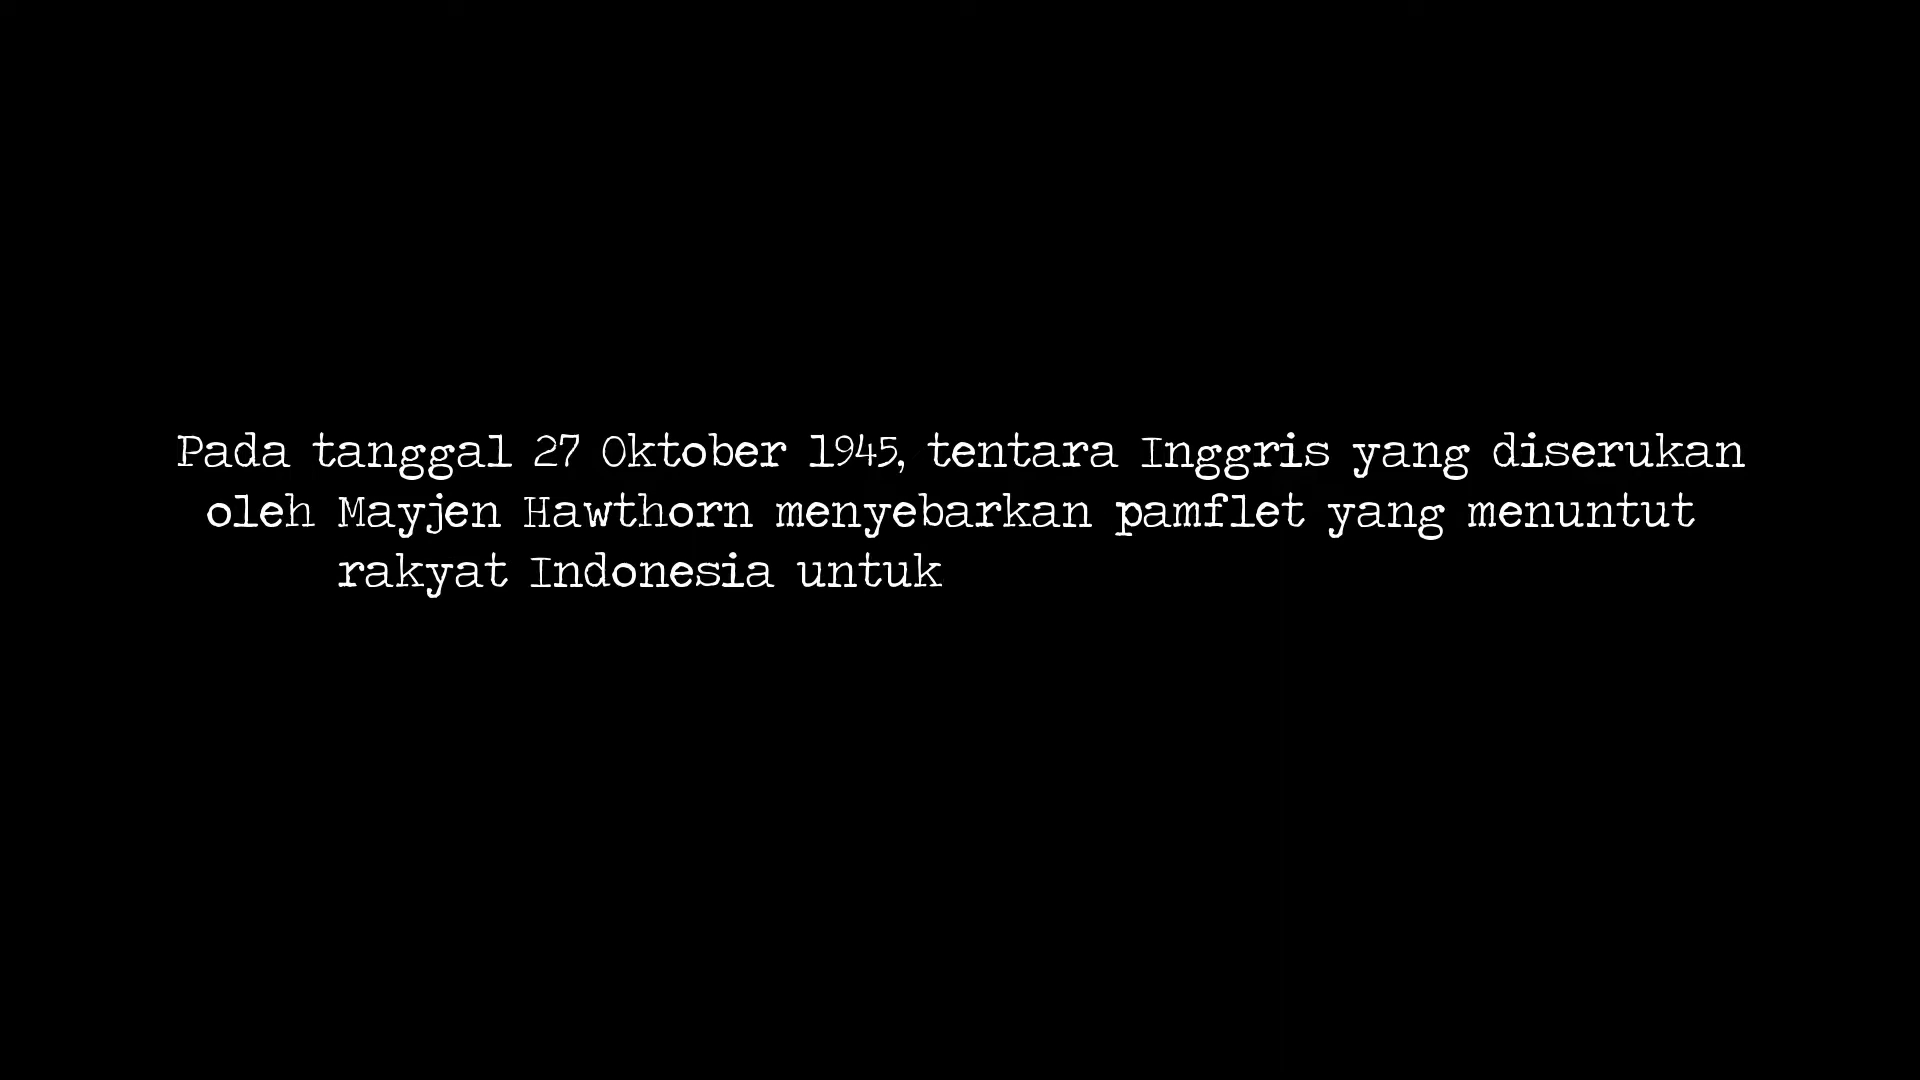 Pada tanggal 27 Oktober 1945, tentara Inggris yang diserukan
oleh Mayjen Hawthorn menyebarkan pamflet yang menuntut
rakyat Indonesia untuk